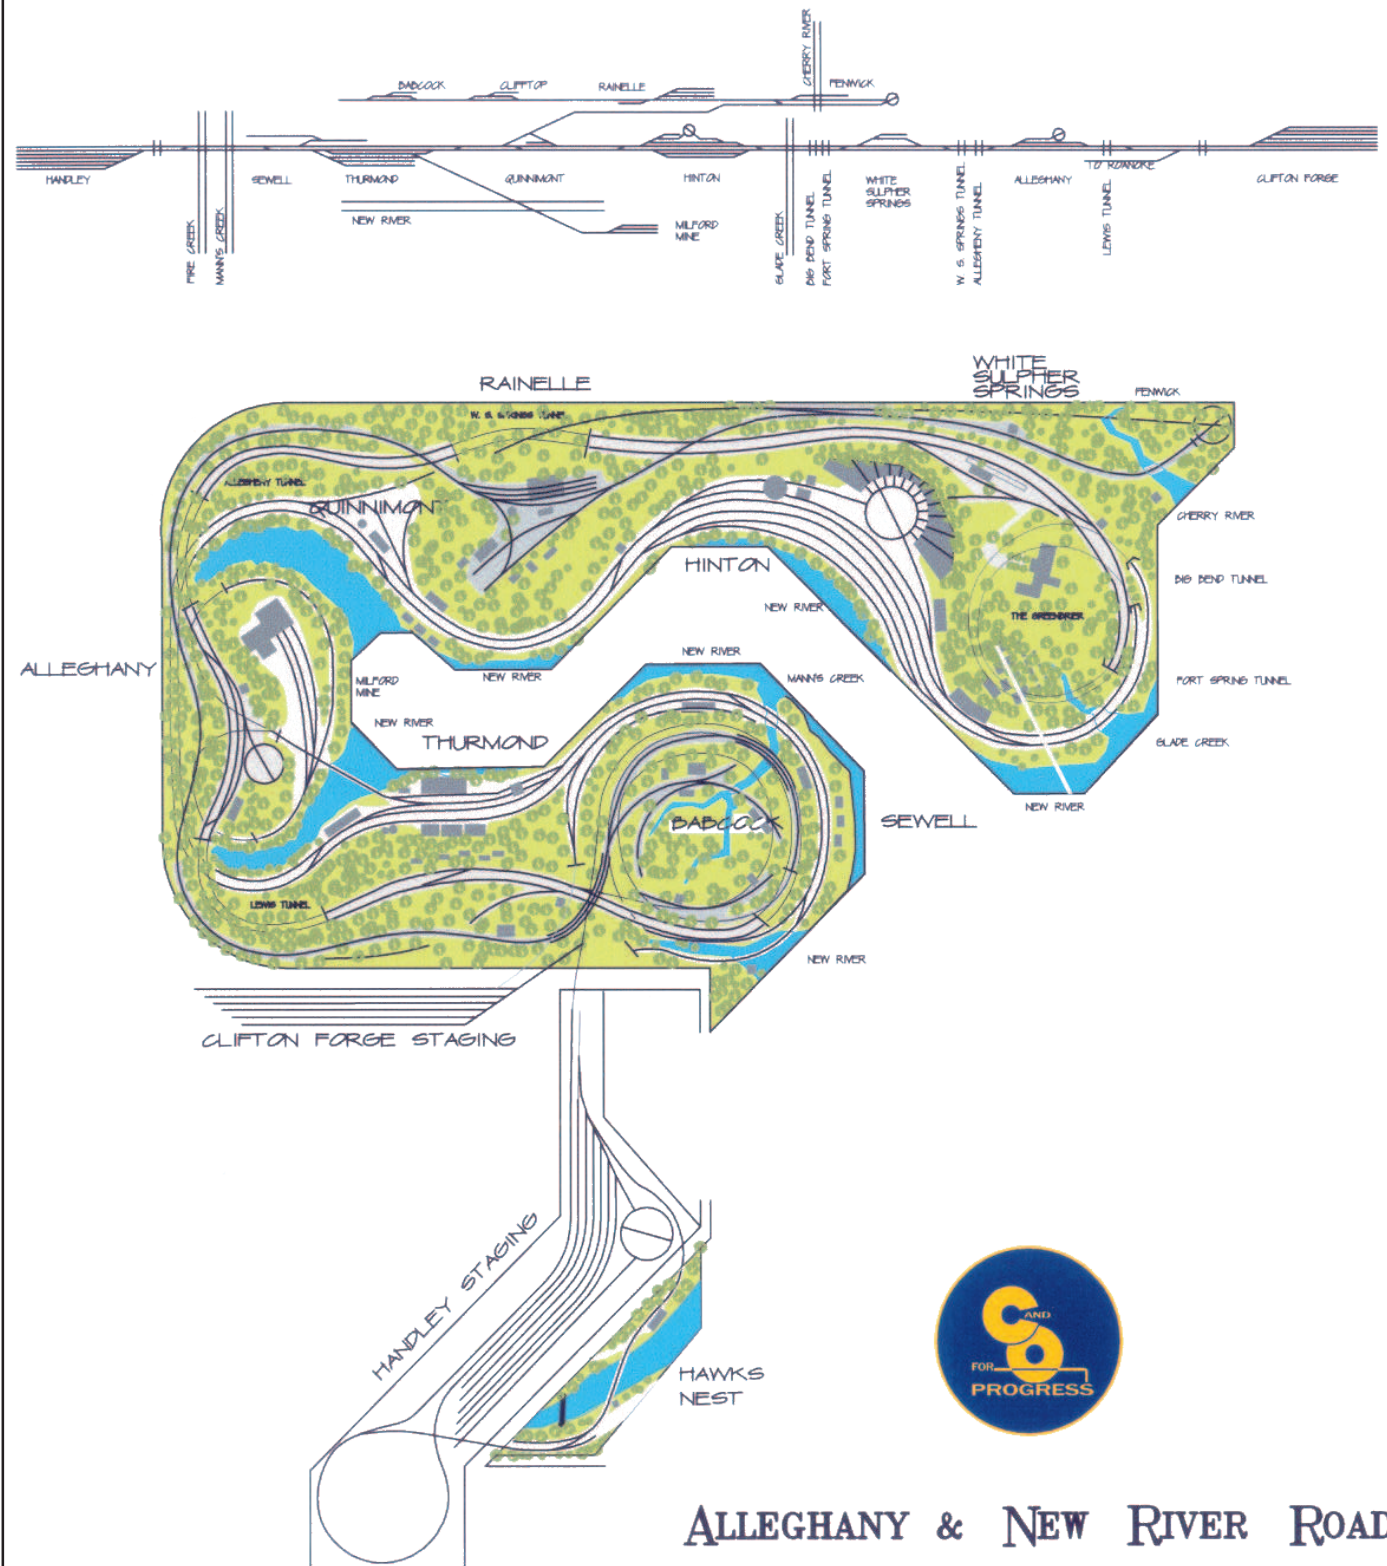 CHERRY RIVER
BABCOCK
CLIFFTOP
RAINELLE
FENWICK
HANDLEY
SEWELL
THURMOND
QUINNIMONT
HINTON
WHITE
SULPHER
SPRINGS
ALLEGHANY
TO ROANOKE
CLIFTON FORGE
NEW RIVER
MILFORD
MINE
FIRE CREEK
MANN'S CREEK
GLADE CREEK
BIG BEND TUNNEL
FORT SPRING TUNNEL
W. S. SPRINGS TUNNEL
ALLEGHENY TUNNEL
LEWIS TUNNEL
WHITE
SULPHER
SPRINGS
RAINELLE
FENWICK
W. S. SPRINGS TUNNEL
ALLEGHENY TUNNEL
QUINNIMONT
CHERRY RIVER
HINTON
BIG BEND TUNNEL
NEW RIVER
THE GREENBRIER
ALLEGHANY
NEW RIVER
NEW RIVER
MILFORD
MINE
MANN'S CREEK
FORT SPRING TUNNEL
NEW RIVER
THURMOND
GLADE CREEK
NEW RIVER
BABCOCK
SEWELL
LEWIS TUNNEL
NEW RIVER
CLIFTON FORGE STAGING
HANDLEY STAGING
HAWKS
NEST
C AND
O
FOR
PROGRESS
ALLEGHANY & NEW RIVER ROAD